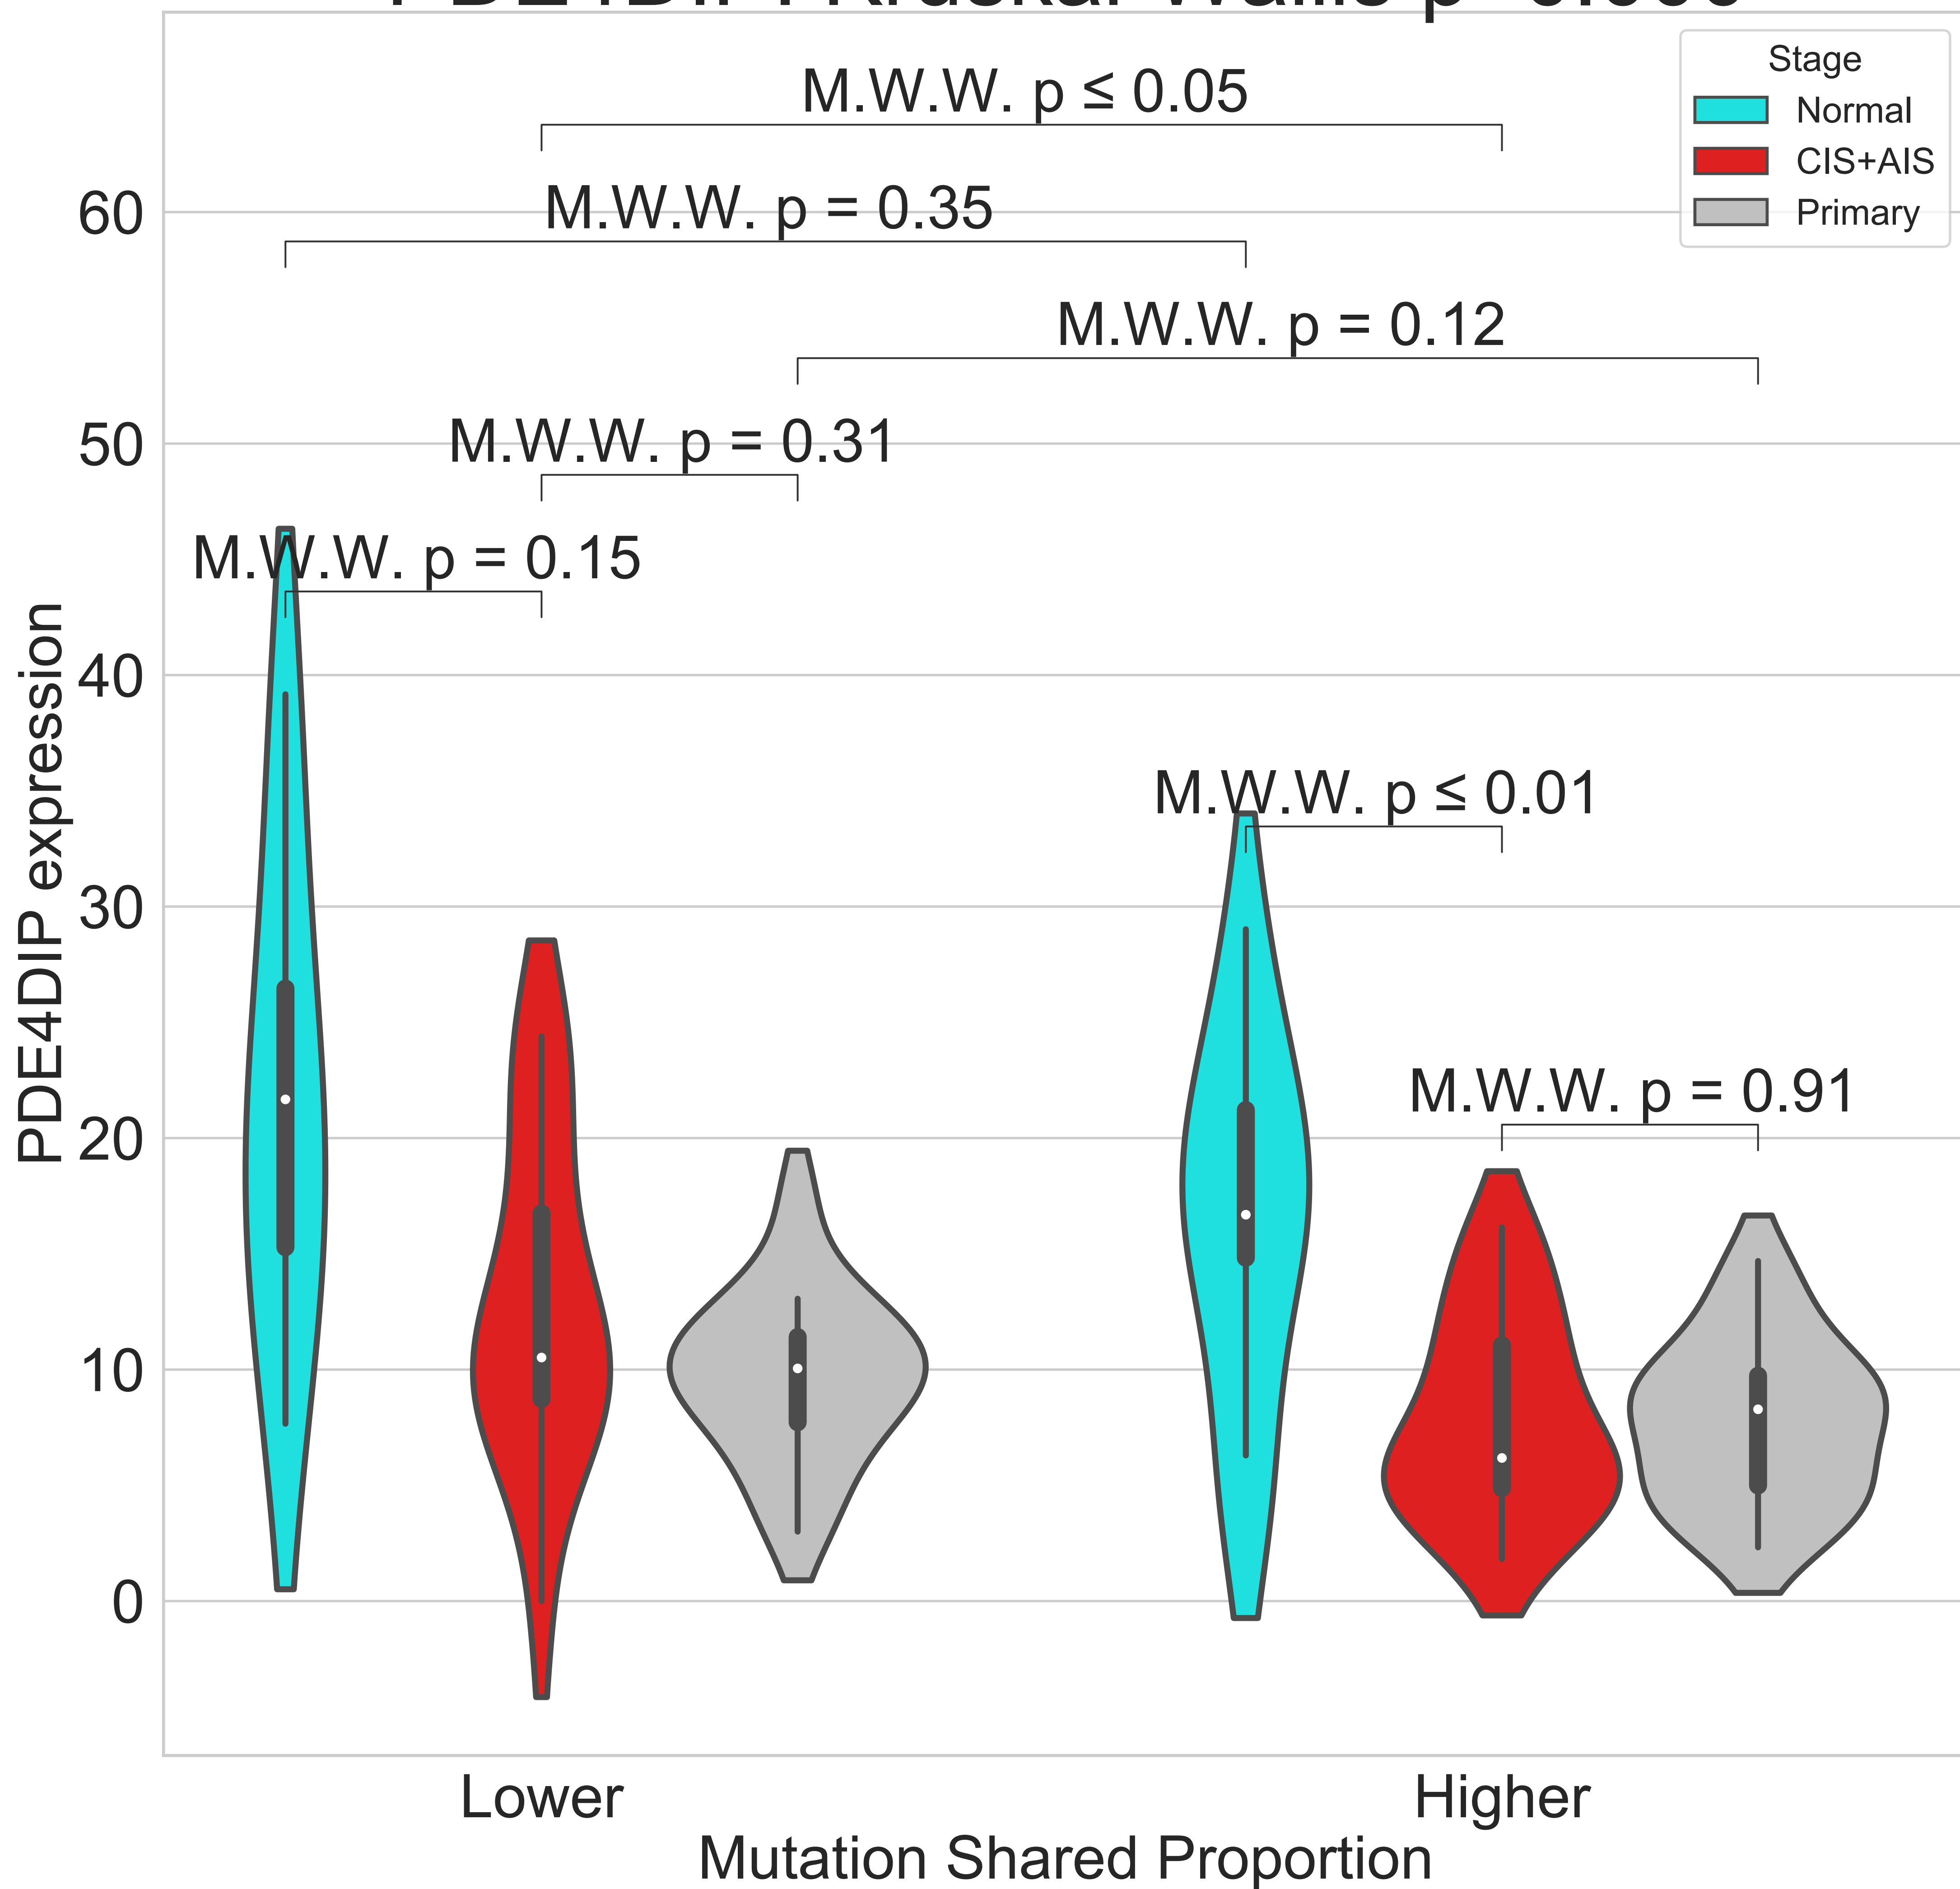 Stage
Normal
CIS+AIS
Primary
M.W.W. p ≤ 0.05
M.W.W. p = 0.35
M.W.W. p = 0.12
M.W.W. p = 0.31
M.W.W. p = 0.15
M.W.W. p ≤ 0.01
M.W.W. p = 0.91
60
50
40
30
20
10
0
PDE4DIP expression
Lower
Higher
Mutation Shared Proportion